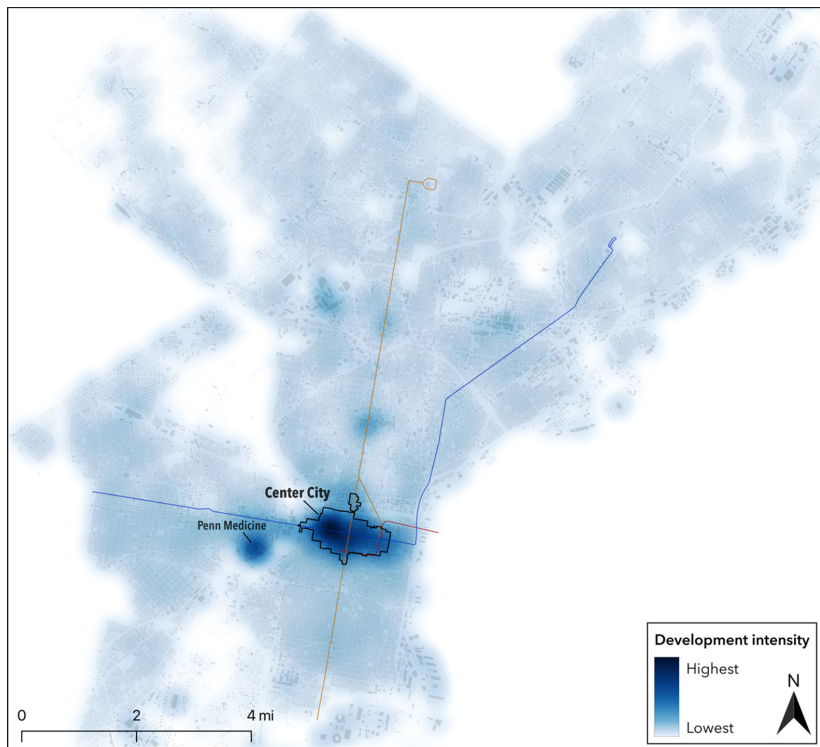 Center City
Penn Medicine
Development intensity
Highest
Lowest
N
0 2 4 mi